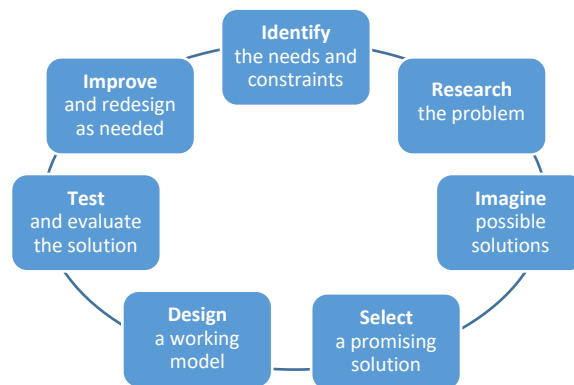 Identify
the needs and
constraints
Research
the problem
Imagine
possible
solutions
Select
a promising
solution
Design
a working
model
Test
and evaluate
the solution
Improve
and redesign
as needed